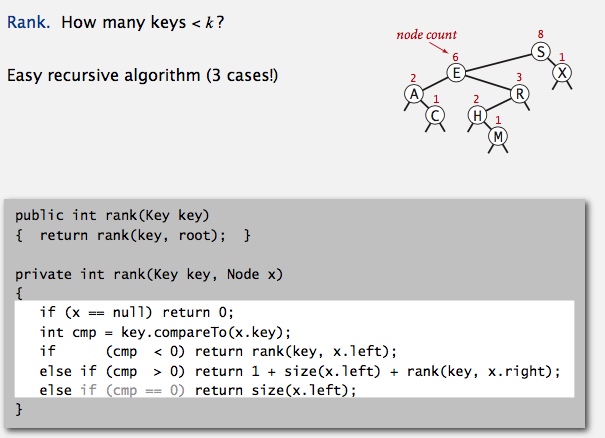 Rank. How many keys < k ?
Easy recursive algorithm (3 cases!)
node count
8
S
6
1
E
X
2
3
A
R
1
2
C
H
1
M
public int rank(Key key)
{ return rank(key, root); }
private int rank(Key key, Node x)
{
if (x == null) return 0;
int cmp = key.compareTo(x.key);
if (cmp < 0) return rank(key, x.left);
else if (cmp > 0) return 1 + size(x.left) + rank(key, x.right);
else if (cmp == 0) return size(x.left);
}